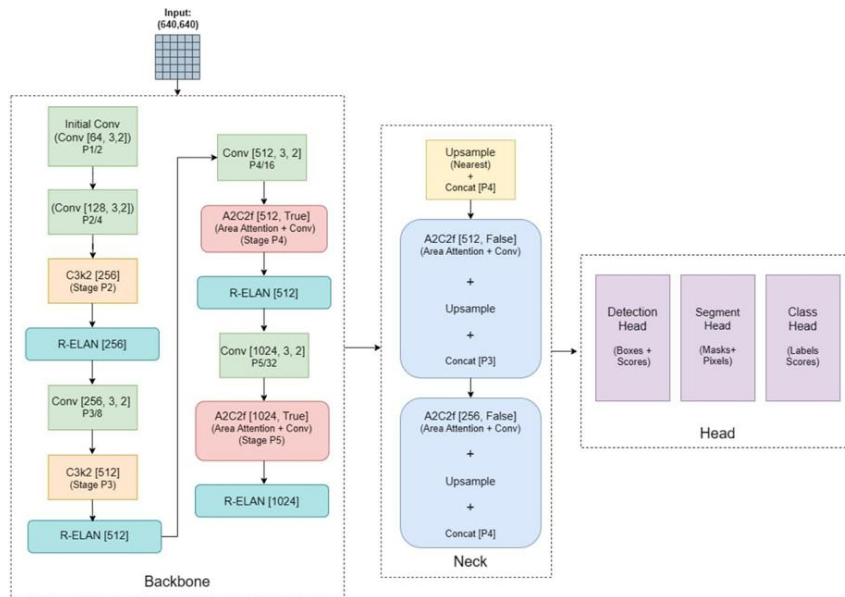 Input:
(640,640)
Initial Conv
(Conv [64, 3,2])
P1/2
(Conv [128, 3,2])
P2/4
C3k2 [256]
(Stage P2)
R-ELAN [256]
Conv [256, 3, 2]
P3/8
C3k2 [512]
(Stage P3)
R-ELAN [512]
Conv [512, 3, 2]
P4/16
A2C2f [512, True]
(Area Attention + Conv)
(Stage P4)
R-ELAN [512]
Conv [1024, 3, 2]
P5/32
A2C2f [1024, True]
(Area Attention + Conv)
(Stage P5)
R-ELAN [1024]
Backbone
Upsample
(Nearest)
+
Concat [P4]
A2C2f [512, False]
(Area Attention + Conv)
+
Upsample
+
Concat [P3]
A2C2f [256, False]
(Area Attention + Conv)
+
Upsample
+
Concat [P4]
Neck
Detection
Head
(Boxes +
Scores)
Segment
Head
(Masks+
Pixels)
Class
Head
(Labels
Scores)
Head